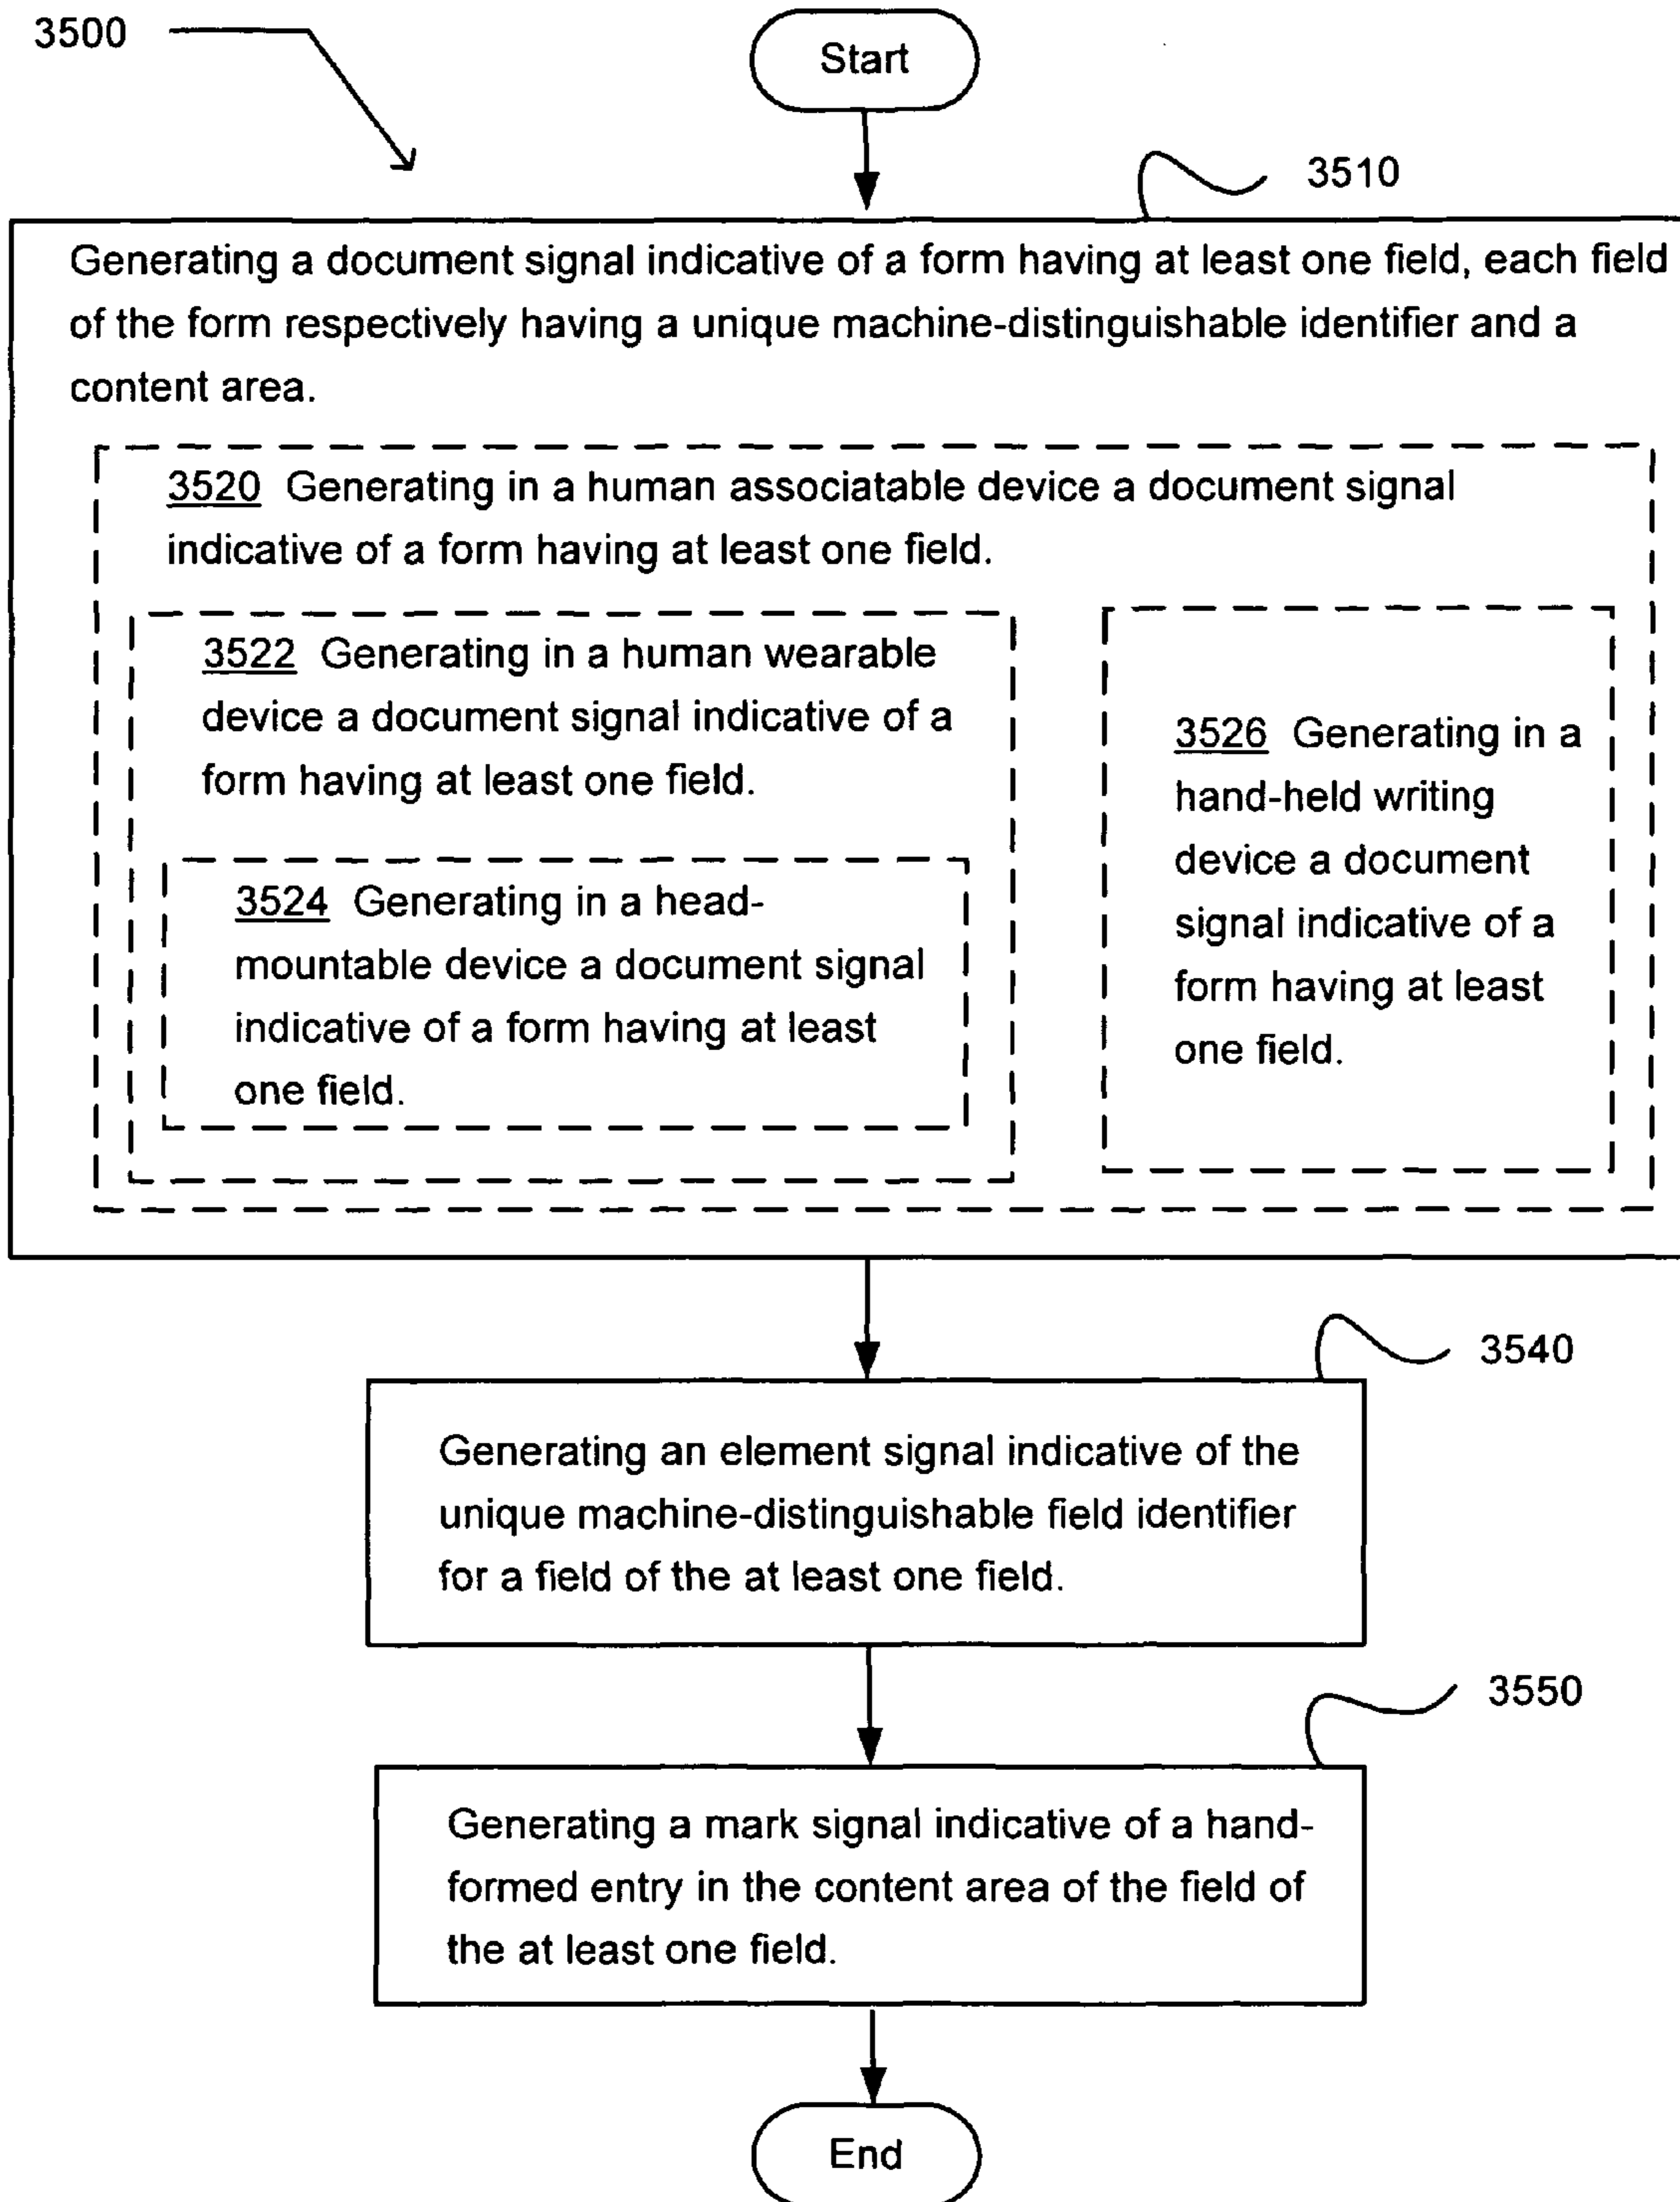 3500
Start
3510
Generating a document signal indicative of a form having at least one field, each field
of the form respectively having a unique machine-distinguishable identifier and a
content area.
3520 Generating in a human associatable device a document signal
indicative of a form having at least one field.
3522 Generating in a human wearable
device a document signal indicative of a
form having at least one field.
3524 Generating in a head-
mountable device a document signal
indicative of a form having at least
one field.
3526 Generating in a
hand-held writing
device a document
signal indicative of a
form having at least
one field.
3540
Generating an element signal indicative of the
unique machine-distinguishable field identifier
for a field of the at least one field.
3550
Generating a mark signal indicative of a hand-
formed entry in the content area of the field of
the at least one field.
End